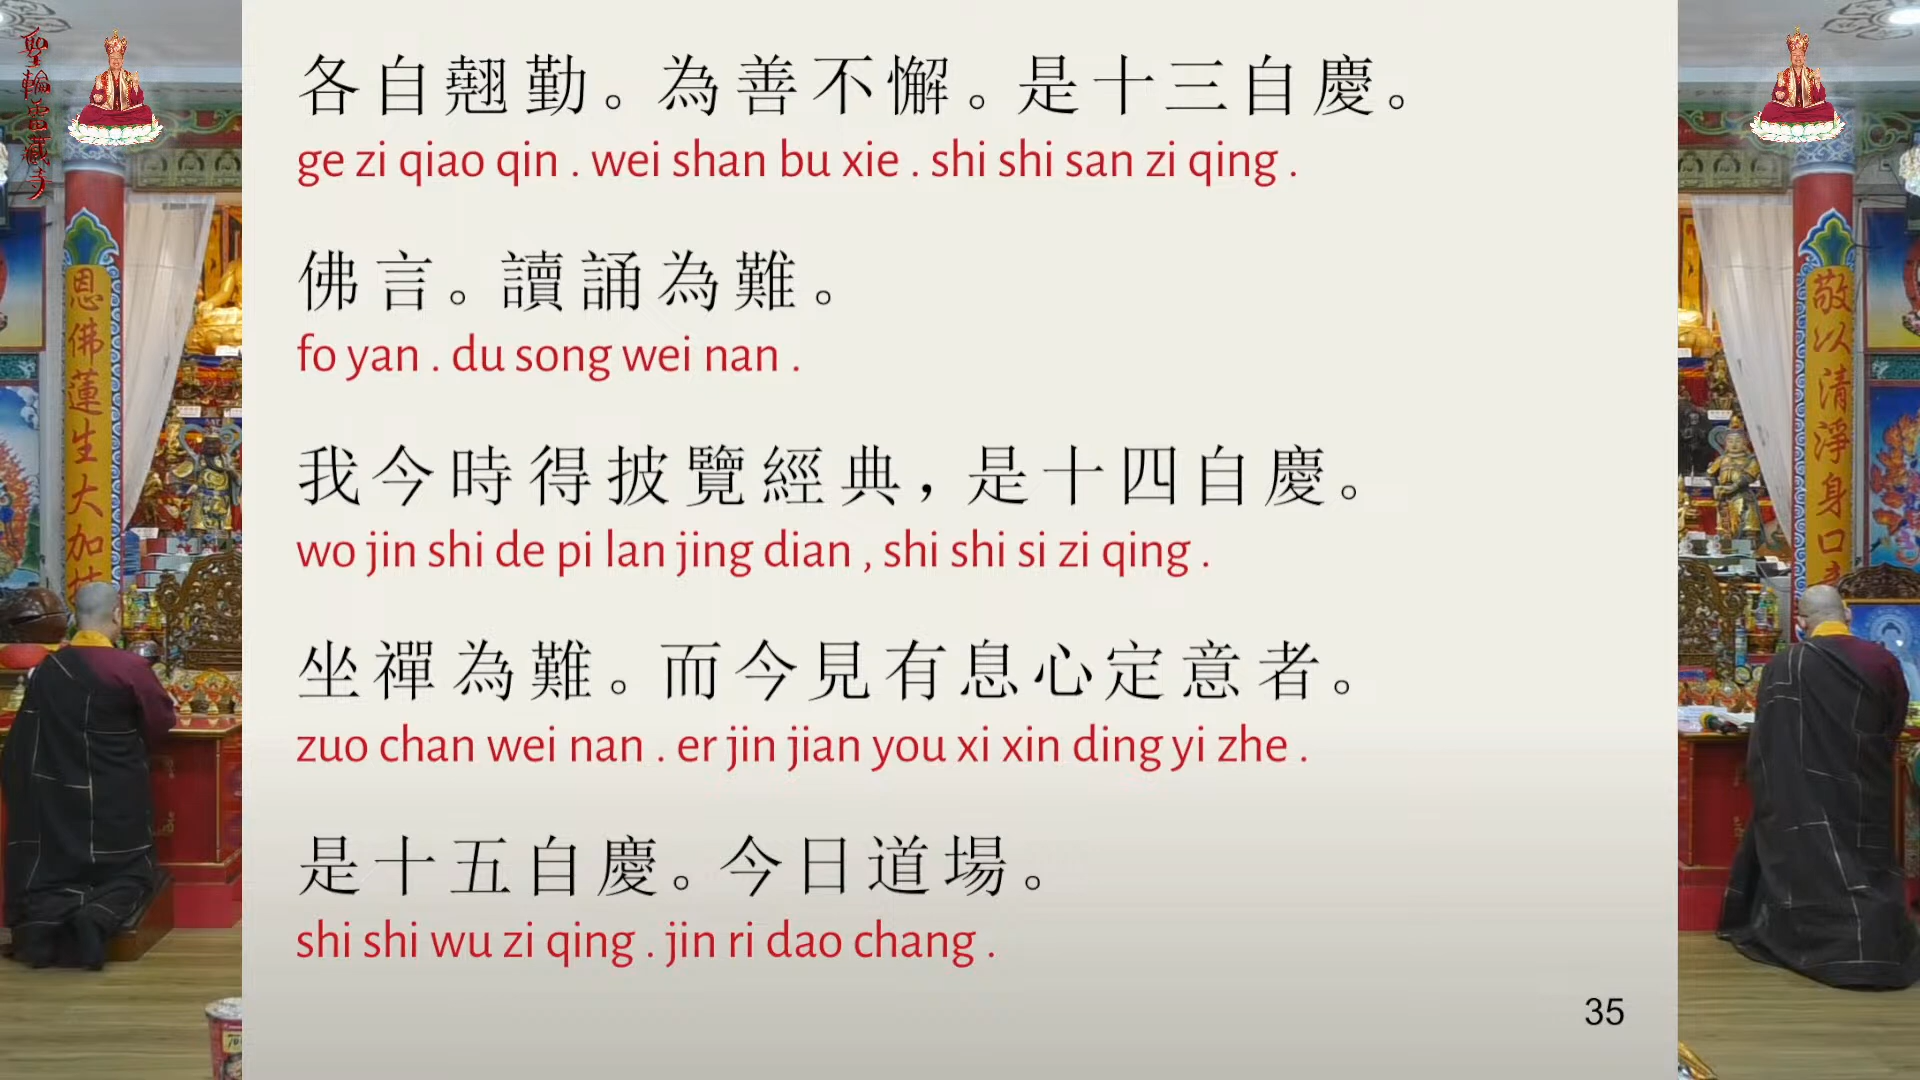 各自翹勤。為善不懈。是十三自慶。
ge zi qiao qin . wei shan bu xie . shi shi san zi qing .
佛言。讀誦為難。
fo yan . du song wei nan .
我今時得披覽經典，是十四自慶。
wo jin shi de pi lan jing dian , shi shi si zi qing .
坐禪為難。而今見有息心定意者。
zuo chan wei nan . er jin jian you xi xin ding yi zhe .
是十五自慶。今日道場。
shi shi wu zi qing . jin ri dao chang .
35
聖輪雷藏寺
恩佛蓮生大加
敬以清淨身口